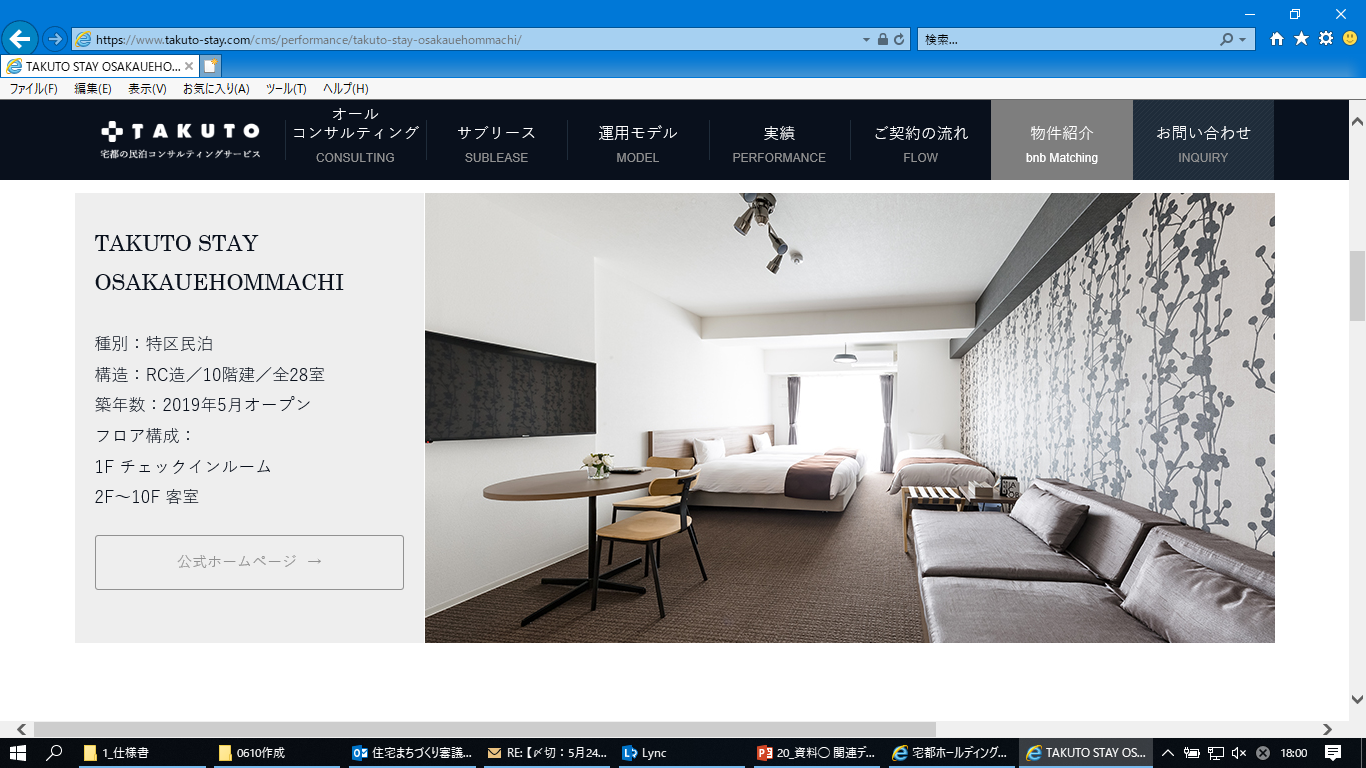 https://www.takuto-stay.com/cms/performance/takuto-stay-osakauehommachi/
検索...
TAKUTO STAY OSAKAUEHO...
ファイル(F) 編集(E) 表示(V) お気に入り(A) ツール(T) ヘルプ(H)
TAKUTO
宅都の民泊コンサルティングサービス
オール
コンサルティング
CONSULTING
サブリース
SUBLEASE
運用モデル
MODEL
実績
PERFORMANCE
ご契約の流れ
FLOW
物件紹介
bnb Matching
お問い合わせ
INQUIRY
TAKUTO STAY
OSAKAUEHOMMACHI
種別：特区民泊
構造：RC造／10階建／全28室
築年数：2019年5月オープン
フロア構成：
1F チェックインルーム
2F～10F 客室
公式ホームページ →
1_仕様書
0610作成
住宅まちづくり審議...
RE:【〆切：5月24...
Lync
20_資料〇 関連デ...
宅都ホールディング...
TAKUTO STAY OS...
18:00